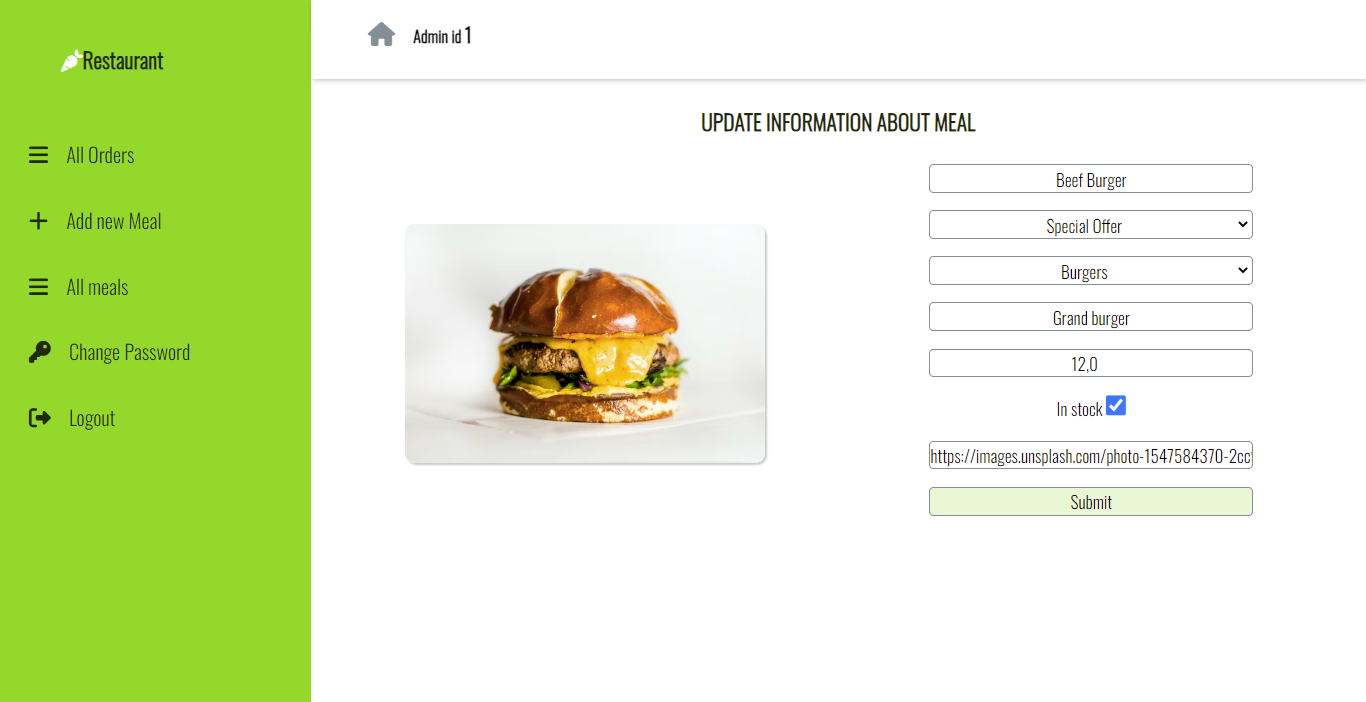 Restaurant
All Orders
Add new Meal
All meals
Change Password
Logout
Admin id 1
UPDATE INFORMATION ABOUT MEAL
Beef Burger
Special Offer
Burgers
Grand burger
12,0
In stock
https://images.unsplash.com/photo-1547584370-2cc
Submit